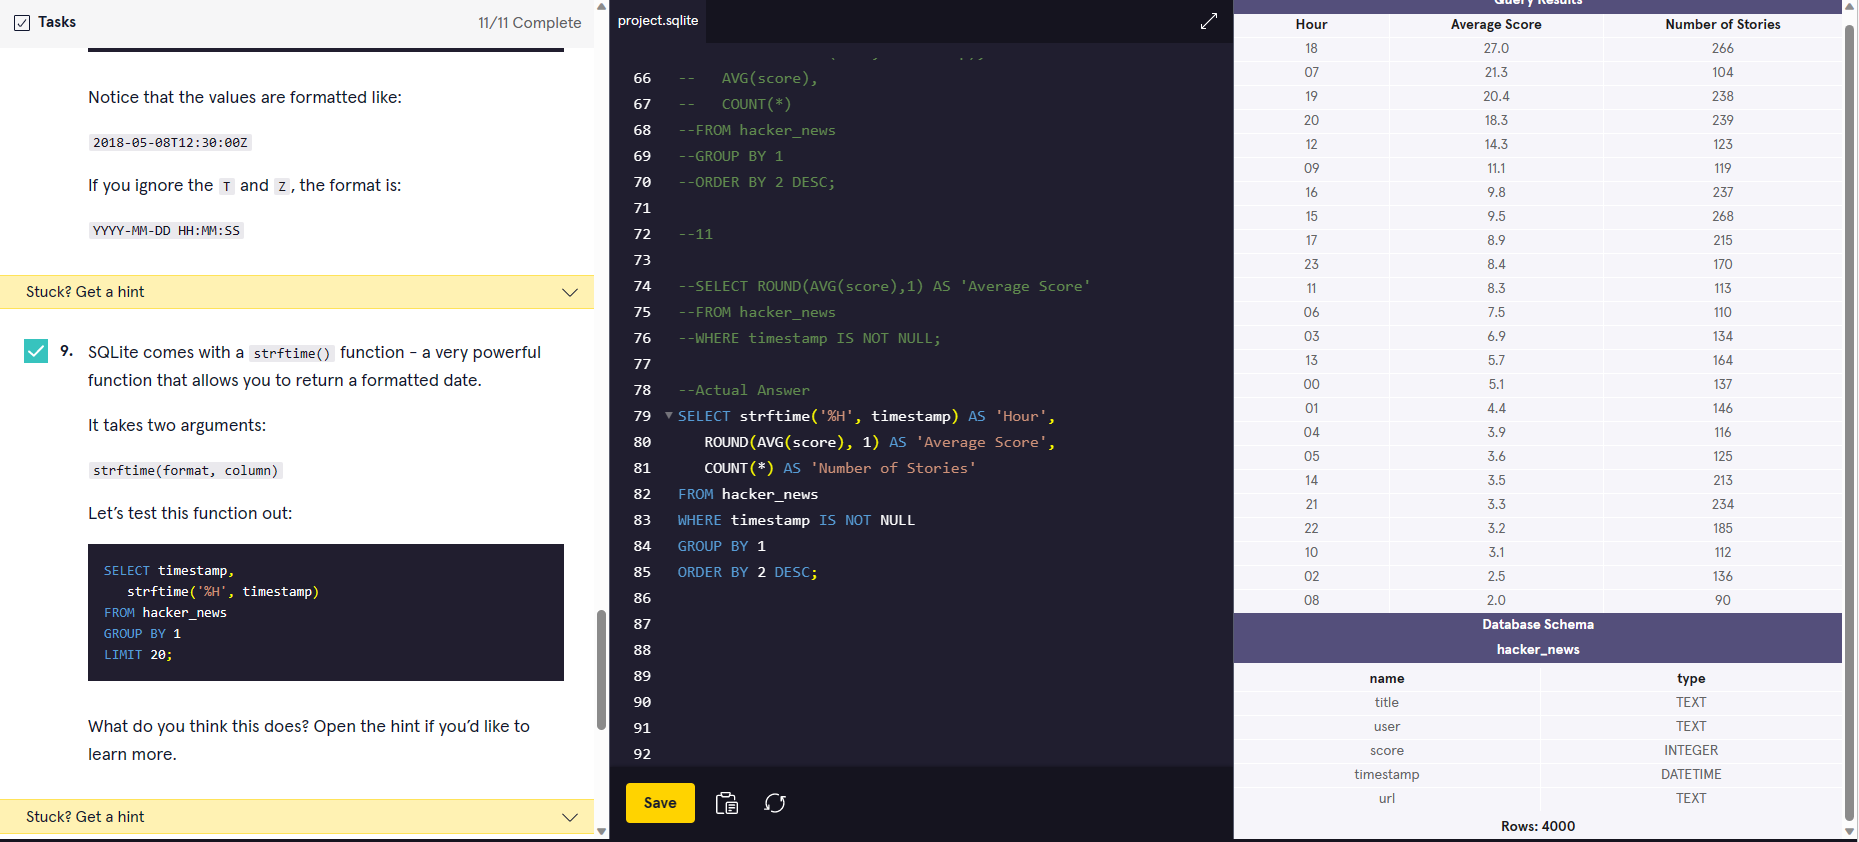 Tasks
11/11 Complete
Notice that the values are formatted like:
2018-05-08T12:30:00Z
If you ignore the T and Z, the format is:
YYYY-MM-DD HH:MM:SS
Stuck? Get a hint
9. SQLite comes with a strftime() function - a very powerful
function that allows you to return a formatted date.
It takes two arguments:
strftime(format, column)
Let's test this function out:
SELECT timestamp,
strftime('%H', timestamp)
FROM hacker_news
GROUP BY 1
LIMIT 20;
What do you think this does? Open the hint if you'd like to
learn more.
Stuck? Get a hint
project.sqlite
66 -- AVG(score),
67 -- COUNT(*)
68 --FROM hacker_news
69 --GROUP BY 1
70 --ORDER BY 2 DESC;
71
72 --11
73
74 --SELECT ROUND(AVG(score),1) AS 'Average Score'
75 --FROM hacker_news
76 --WHERE timestamp IS NOT NULL;
77
78 --Actual Answer
79 SELECT strftime('%H', timestamp) AS 'Hour',
80 ROUND(AVG(score), 1) AS 'Average Score',
81 COUNT(*) AS 'Number of Stories'
82 FROM hacker_news
83 WHERE timestamp IS NOT NULL
84 GROUP BY 1
85 ORDER BY 2 DESC;
86
87
88
89
90
91
92
Save
Query Results
Hour Average Score Number of Stories
18 27.0 266
07 21.3 104
19 20.4 238
20 18.3 239
12 14.3 123
09 11.1 119
16 9.8 237
15 9.5 268
17 8.9 215
23 8.4 170
11 8.3 113
06 7.5 110
03 6.9 134
13 5.7 164
00 5.1 137
01 4.4 146
04 3.9 116
05 3.6 125
14 3.5 213
21 3.3 234
22 3.2 185
10 3.1 112
02 2.5 136
08 2.0 90
Database Schema
hacker_news
name type
title TEXT
user TEXT
score INTEGER
timestamp DATETIME
url TEXT
Rows: 4000